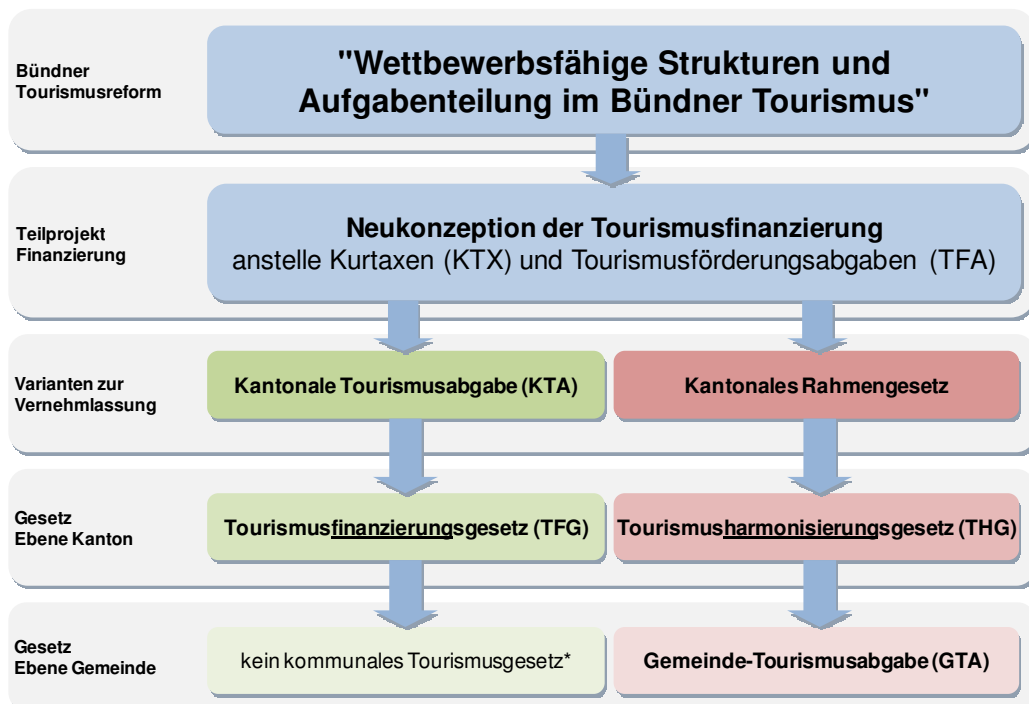 Bündner
Tourismusreform
"Wettbewerbsfähige Strukturen und
Aufgabenteilung im Bündner Tourismus"
Teilprojekt
Finanzierung
Neukonzeption der Tourismusfinanzierung
anstelle Kurtaxen (KTX) und Tourismusförderungsabgaben (TFA)
Varianten zur
Vernehmlassung
Kantonale Tourismusabgabe (KTA)
Kantonales Rahmengesetz
Gesetz
Ebene Kanton
Tourismusfinanzierungsgesetz (TFG)
Tourismusharmonisierungsgesetz (THG)
Gesetz
Ebene Gemeinde
kein kommunales Tourismusgesetz*
Gemeinde-Tourismusabgabe (GTA)